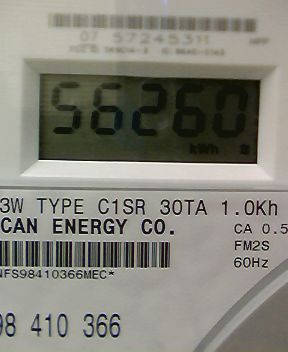 07 57245311
56260
kWh
3W TYPE C1SR 30TA 1.0Kh
CAN ENERGY CO. CA 0.5
FM2S
NFS98410366MEC* 60Hz
98 410 366